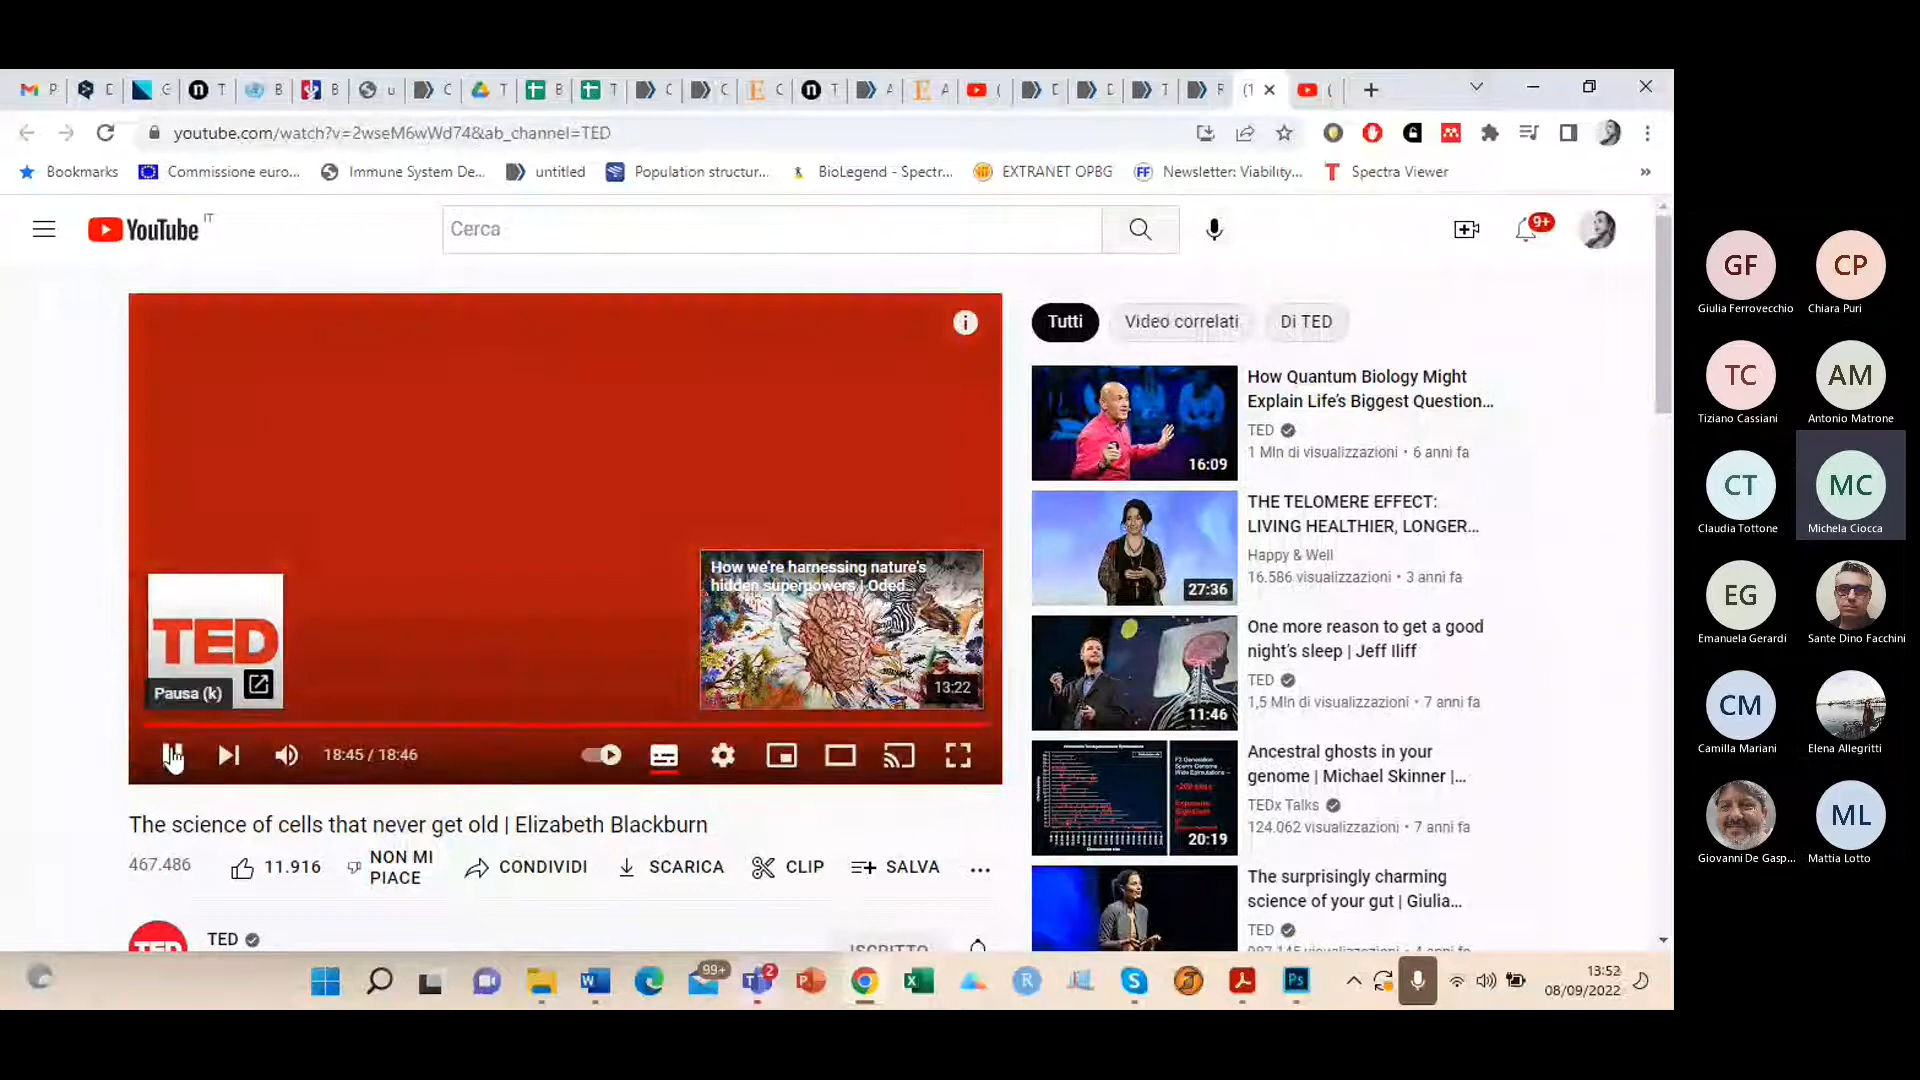 youtube.com/watch?v=2wseM6wWd74&ab_channel=TED
Bookmarks
Commissione euro...
Immune System De...
untitled
Population structur...
BioLegend - Spectr...
EXTRANET OPBG
Newsletter: Viability...
Spectra Viewer
YouTube IT
Cerca
9+
How we're harnessing nature's
hidden superpowers | Oded...
13:22
TED
Pausa (k)
18:45 / 18:46
The science of cells that never get old | Elizabeth Blackburn
467.486
11.916
NON MI
PIACE
CONDIVIDI
SCARICA
CLIP
SALVA
TED
ISCRITTO
Tutti
Video correlati
Di TED
How Quantum Biology Might
Explain Life's Biggest Question...
TED
1 Mln di visualizzazioni • 6 anni fa
16:09
THE TELOMERE EFFECT:
LIVING HEALTHIER, LONGER...
Happy & Well
16.586 visualizzazioni • 3 anni fa
27:36
One more reason to get a good
night's sleep | Jeff Iliff
TED
1,5 Mln di visualizzazioni • 7 anni fa
11:46
Ancestral ghosts in your
genome | Michael Skinner |...
TEDx Talks
124.062 visualizzazioni • 7 anni fa
20:19
The surprisingly charming
science of your gut | Giulia...
TED
99+
2
13:52
08/09/2022
GF
Giulia Ferrovecchio
CP
Chiara Puri
TC
Tiziano Cassiani
AM
Antonio Matrone
CT
Claudia Tottone
MC
Michela Ciocca
EG
Emanuela Gerardi
Sante Dino Facchini
CM
Camilla Mariani
Elena Allegritti
Giovanni De Gasp...
ML
Mattia Lotto